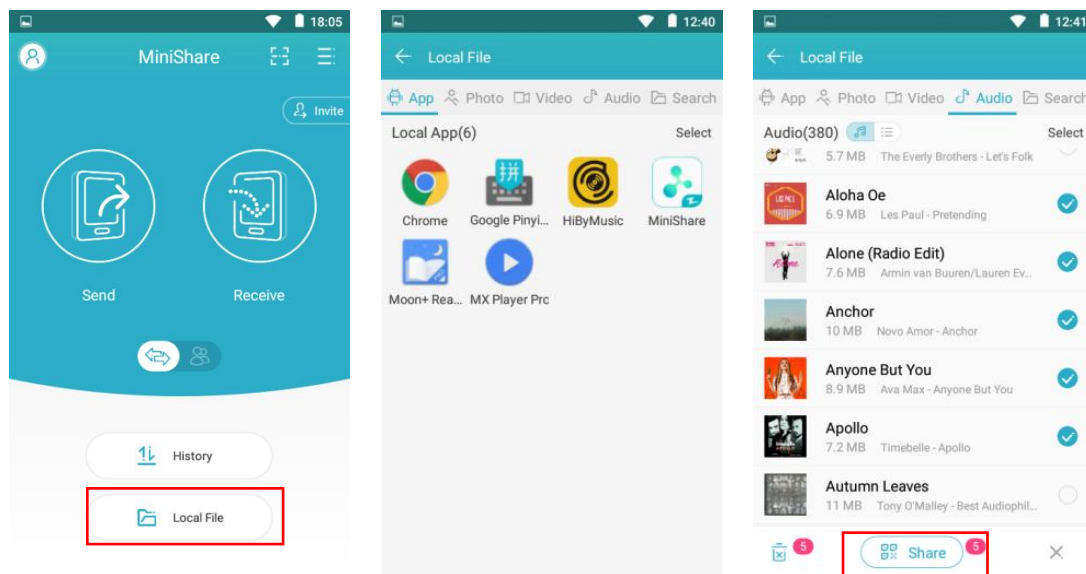 18:05
MiniShare
Invite
Send
Receive
History
Local File
12:40
Local File
App Photo Video Audio Search
Local App(6) Select
Chrome Google Pinyi... HiByMusic MiniShare
Moon+ Rea... MX Player Pro
12:41
Local File
App Photo Video Audio Search
Audio(380) Select
5.7 MB The Everly Brothers - Let's Folk
Aloha Oe
6.9 MB Les Paul - Pretending
Alone (Radio Edit)
7.6 MB Armin van Buuren/Lauren Ev...
Anchor
10 MB Novo Amor - Anchor
Anyone But You
8.9 MB Ava Max - Anyone But You
Apollo
7.2 MB Timebelle - Apollo
Autumn Leaves
11 MB Tony O'Malley - Best Audiophil...
5 Share 5